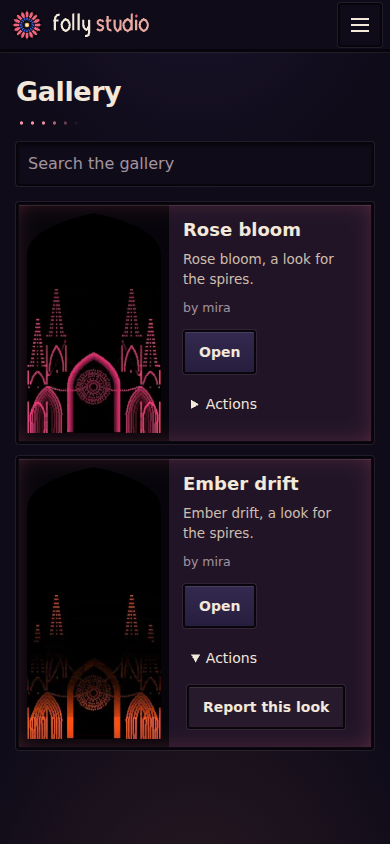 folly studio
Gallery
Search the gallery
Rose bloom
Rose bloom, a look for
the spires.
by mira
Open
Actions
Ember drift
Ember drift, a look for
the spires.
by mira
Open
Actions
Report this look